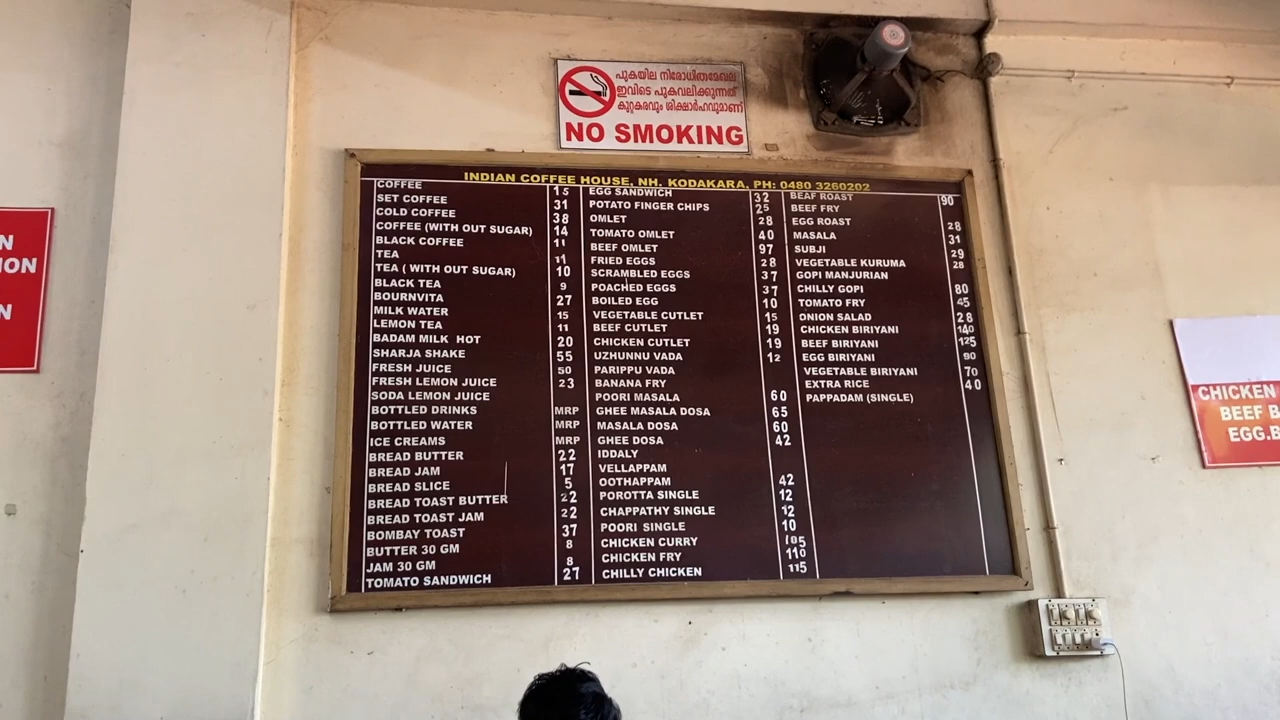 പുകയില നിരോധിതമേഖല
ഇവിടെ പുകവലിക്കുന്നത്
കുറ്റകരവും ശിക്ഷാർഹവുമാണ്
NO SMOKING
INDIAN COFFEE HOUSE, NH, KODAKARA, PH: 0480 3260202
COFFEE 15
SET COFFEE 31
COLD COFFEE 38
COFFEE (WITH OUT SUGAR) 14
BLACK COFFEE 11
TEA 11
TEA ( WITH OUT SUGAR) 10
BLACK TEA 9
BOURNVITA 27
MILK WATER 15
LEMON TEA 11
BADAM MILK HOT 20
SHARJA SHAKE 55
FRESH JUICE 50
FRESH LEMON JUICE 23
SODA LEMON JUICE
BOTTLED DRINKS MRP
BOTTLED WATER MRP
ICE CREAMS MRP
BREAD BUTTER 22
BREAD JAM 17
BREAD SLICE 5
BREAD TOAST BUTTER 22
BREAD TOAST JAM 22
BOMBAY TOAST 37
BUTTER 30 GM 8
JAM 30 GM 8
TOMATO SANDWICH 27
EGG SANDWICH 32
POTATO FINGER CHIPS 25
OMLET 28
TOMATO OMLET 40
BEEF OMLET 97
FRIED EGGS 28
SCRAMBLED EGGS 37
POACHED EGGS 37
BOILED EGG 10
VEGETABLE CUTLET 15
BEEF CUTLET 19
CHICKEN CUTLET 19
UZHUNNU VADA 12
PARIPPU VADA
BANANA FRY
POORI MASALA 60
GHEE MASALA DOSA 65
MASALA DOSA 60
GHEE DOSA 42
IDDALY
VELLAPPAM
OOTHAPPAM 42
POROTTA SINGLE 12
CHAPPATHY SINGLE 12
POORI SINGLE 10
CHICKEN CURRY 105
CHICKEN FRY 110
CHILLY CHICKEN 115
BEAF ROAST 90
BEEF FRY
EGG ROAST 28
MASALA 31
SUBJI 29
VEGETABLE KURUMA 28
GOPI MANJURIAN
CHILLY GOPI 80
TOMATO FRY 45
ONION SALAD 28
CHICKEN BIRIYANI 140
BEEF BIRIYANI 125
EGG BIRIYANI 90
VEGETABLE BIRIYANI 70
EXTRA RICE 40
PAPPADAM (SINGLE)
N
ION
N
CHICKEN
BEEF B
EGG.B